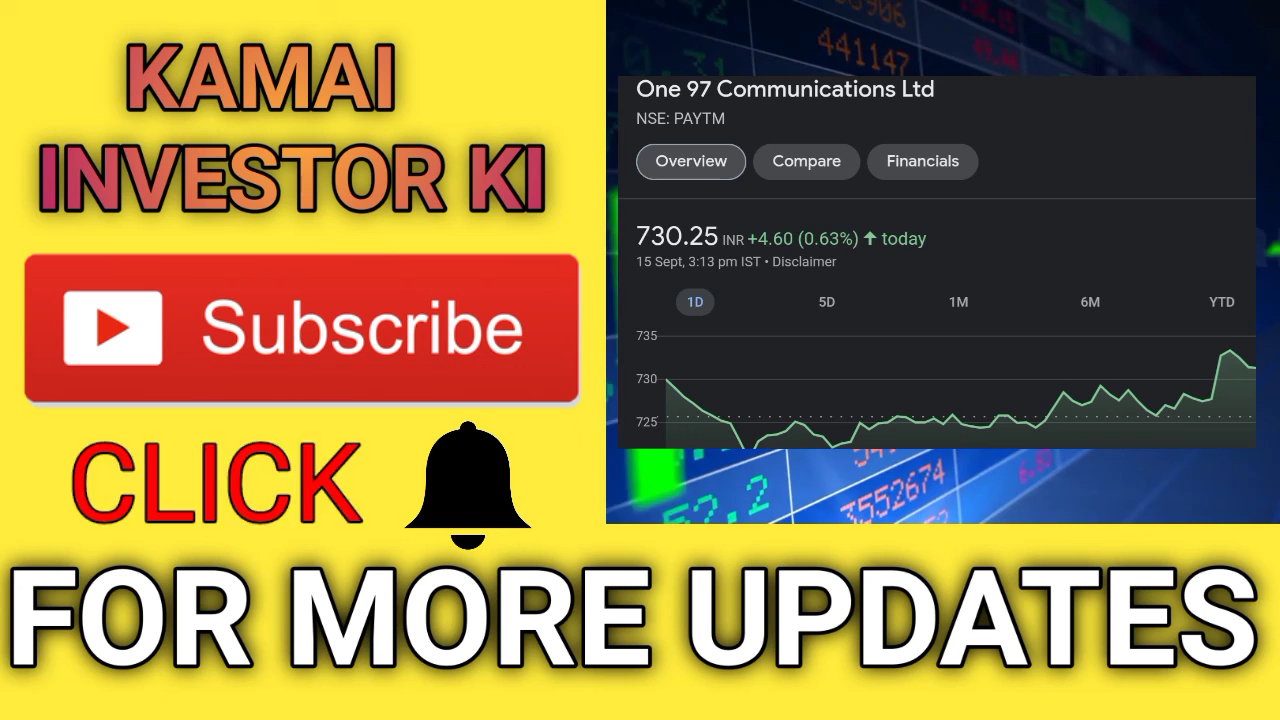 KAMAI
INVESTOR KI
Subscribe
CLICK
FOR MORE UPDATES
441147
One 97 Communications Ltd
NSE: PAYTM
Overview Compare Financials
730.25 INR +4.60 (0.63%) ↑ today
15 Sept, 3:13 pm IST • Disclaimer
1D 5D 1M 6M YTD
735
730
725